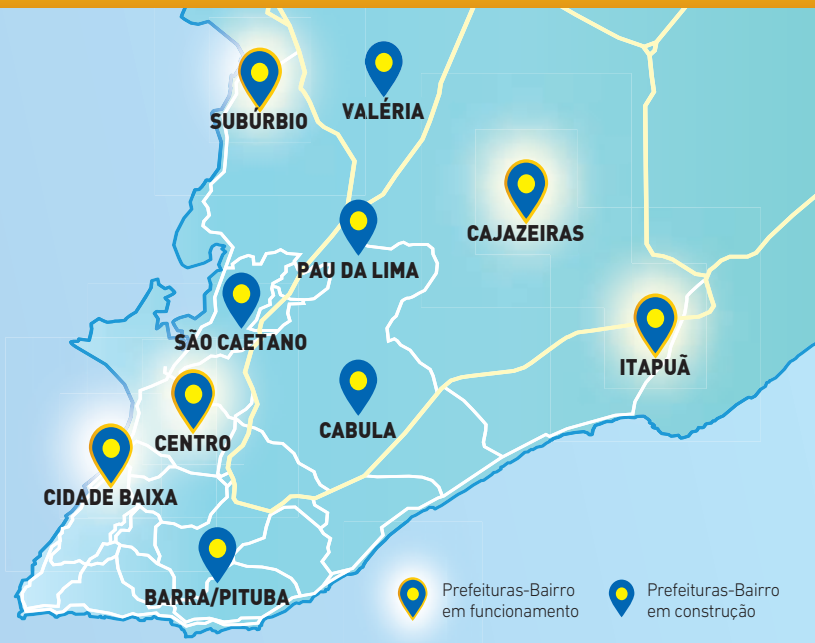 VALÉRIA
SUBÚRBIO
CAJAZEIRAS
PAU DA LIMA
SÃO CAETANO
ITAPUÃ
CABULA
CENTRO
CIDADE BAIXA
BARRA/PITUBA
Prefeituras-Bairro
em funcionamento
Prefeituras-Bairro
em construção